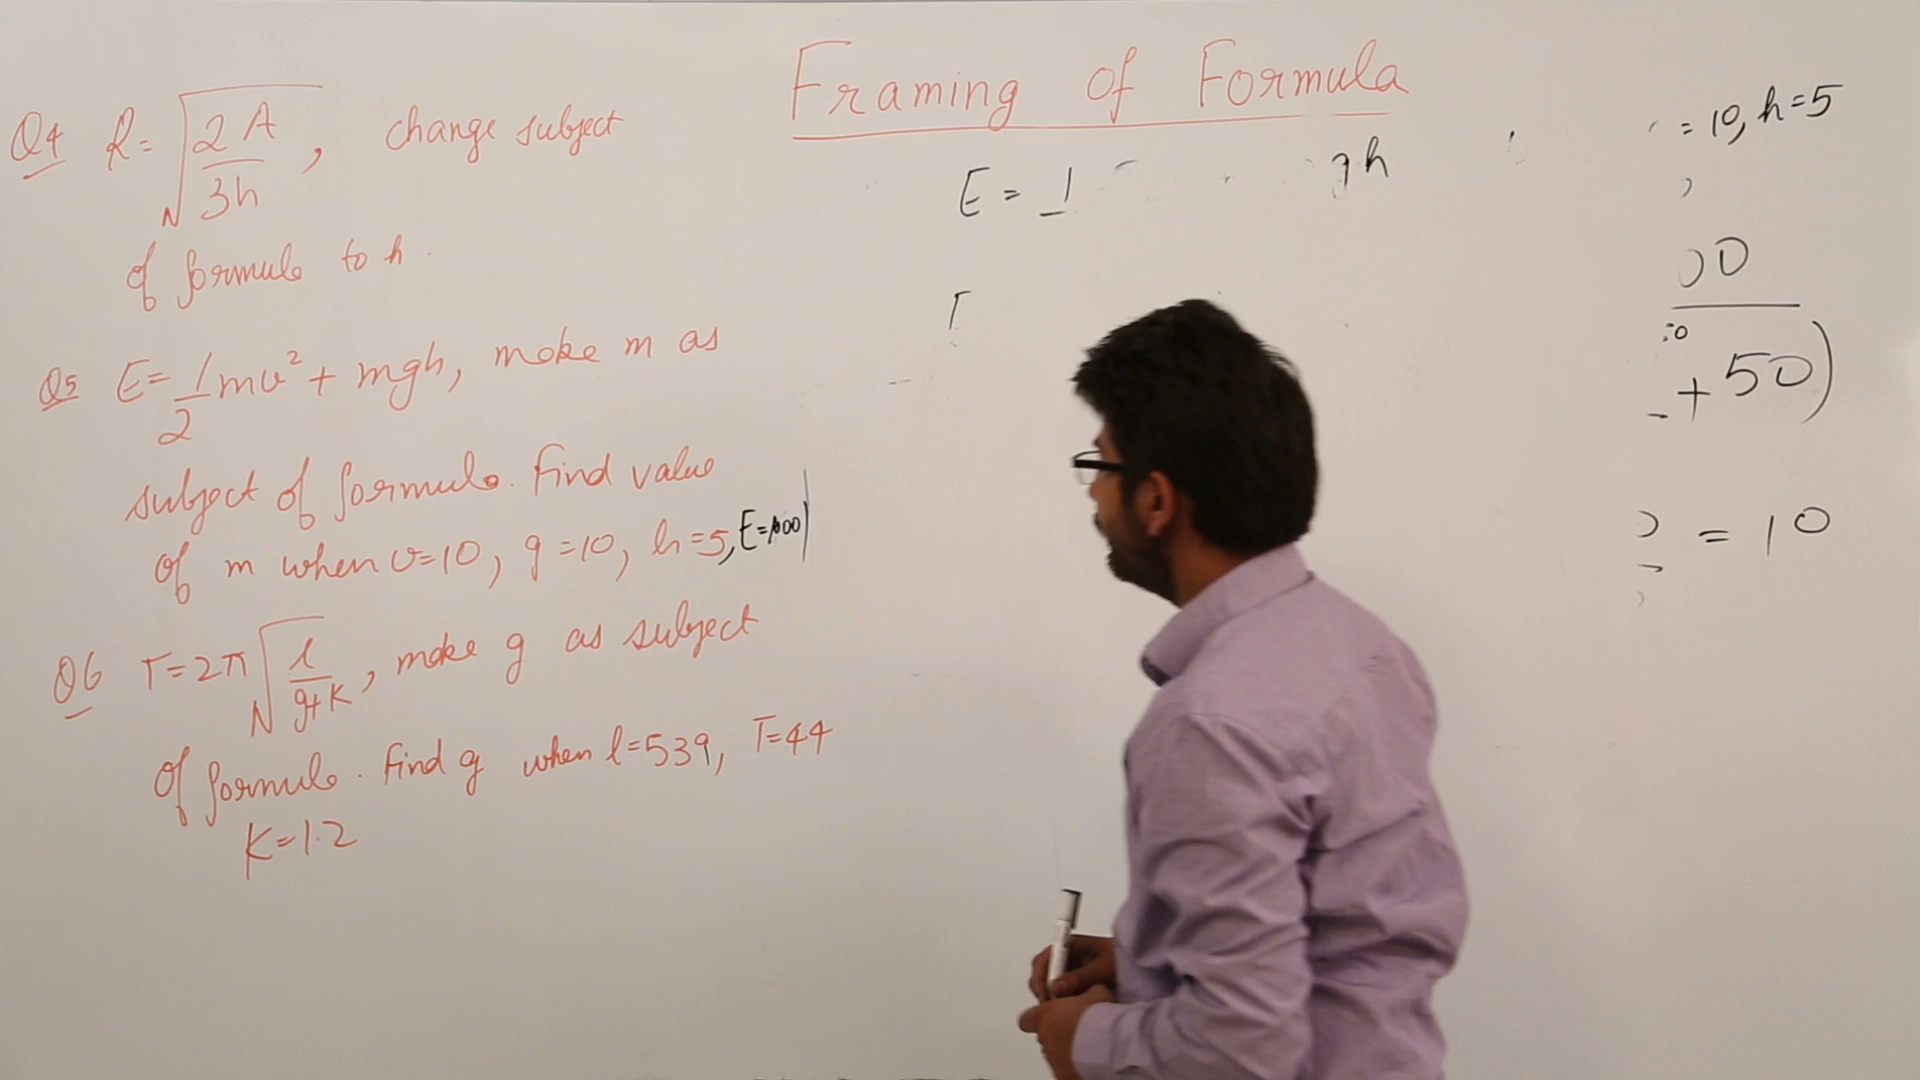 Framing of Formula
Q4 R=√(2A/3h), change subject
of formula to h.
Q5 E=1/2mv²+mgh, make m as
subject of formula. Find value
of m when v=10, g=10, h=5, E=1000
Q6 T=2π√(l/g+K), make g as subject
of formula. Find g when l=539, T=44
K=1.2
E = 1
gh
=10, h=5
00
+50)
= 10